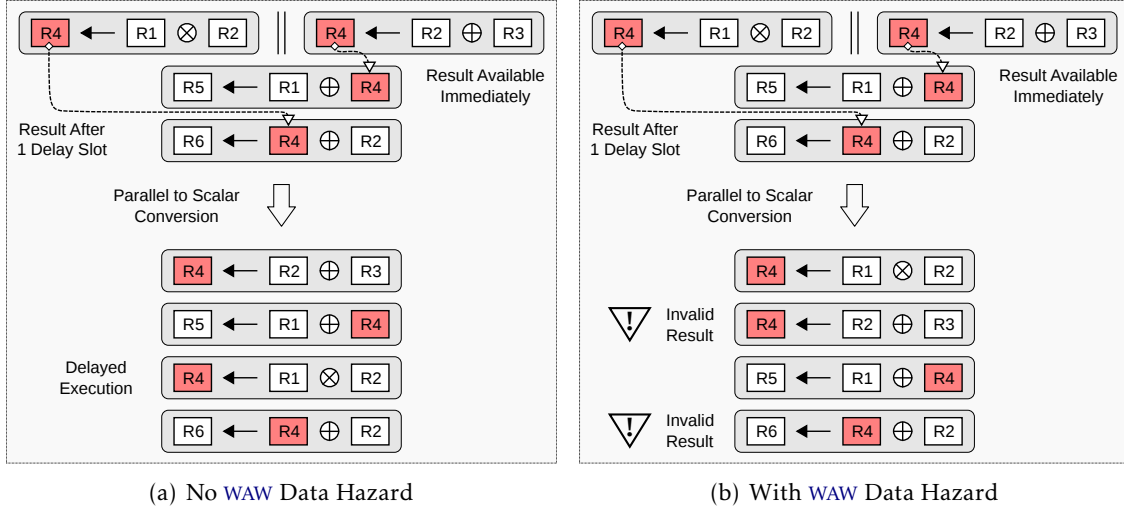 R4 ← R1 ⊗ R2 || R4 ← R2 ⊕ R3
R5 ← R1 ⊕ R4
Result Available
Immediately
R6 ← R4 ⊕ R2
Result After
1 Delay Slot
Parallel to Scalar
Conversion
R4 ← R2 ⊕ R3
R5 ← R1 ⊕ R4
Delayed
Execution
R4 ← R1 ⊗ R2
R6 ← R4 ⊕ R2
(a) No WAW Data Hazard
R4 ← R1 ⊗ R2 || R4 ← R2 ⊕ R3
R5 ← R1 ⊕ R4
Result Available
Immediately
R6 ← R4 ⊕ R2
Result After
1 Delay Slot
Parallel to Scalar
Conversion
R4 ← R1 ⊗ R2
! Invalid
Result
R4 ← R2 ⊕ R3
R5 ← R1 ⊕ R4
! Invalid
Result
R6 ← R4 ⊕ R2
(b) With WAW Data Hazard